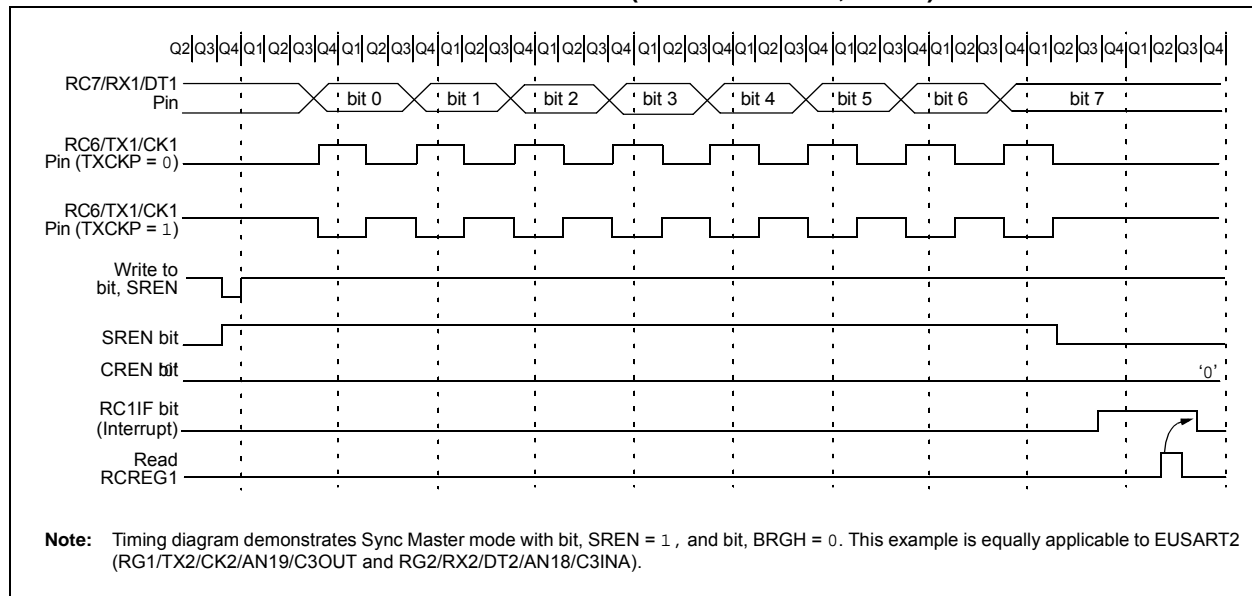 Q2 Q3 Q4 Q1 Q2 Q3 Q4 Q1 Q2 Q3 Q4 Q1 Q2 Q3 Q4 Q1 Q2 Q3 Q4 Q1 Q2 Q3 Q4 Q1 Q2 Q3 Q4 Q1 Q2 Q3 Q4 Q1 Q2 Q3 Q4 Q1 Q2 Q3 Q4 Q1 Q2 Q3 Q4
RC7/RX1/DT1
Pin
bit 0 bit 1 bit 2 bit 3 bit 4 bit 5 bit 6 bit 7
RC6/TX1/CK1
Pin (TXCKP = 0)
RC6/TX1/CK1
Pin (TXCKP = 1)
Write to
bit, SREN
SREN bit
CREN bit
‘0’
RC1IF bit
(Interrupt)
Read
RCREG1
Note: Timing diagram demonstrates Sync Master mode with bit, SREN = 1, and bit, BRGH = 0. This example is equally applicable to EUSART2
(RG1/TX2/CK2/AN19/C3OUT and RG2/RX2/DT2/AN18/C3INA).